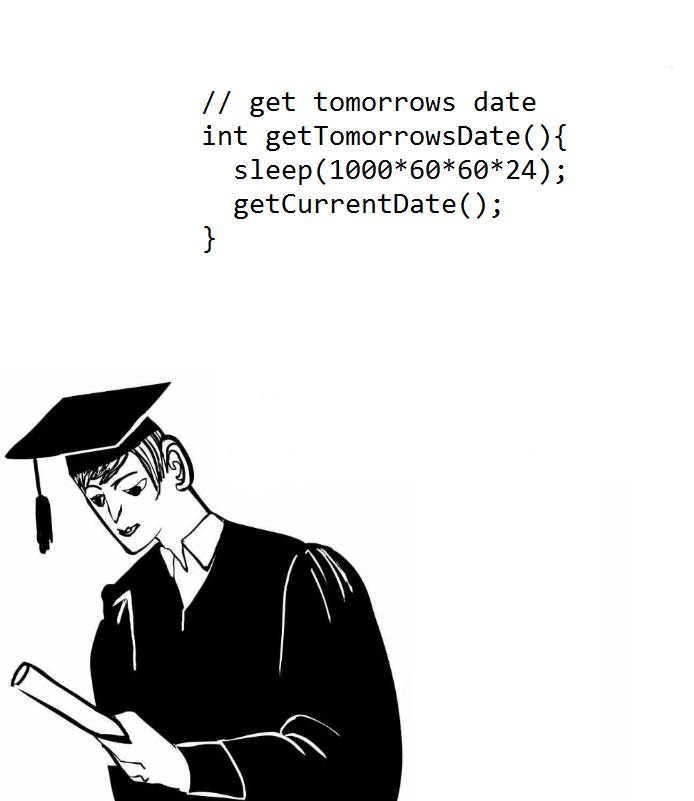 // get tomorrows date
int getTomorrowsDate(){
  sleep(1000*60*60*24);
  getCurrentDate();
}